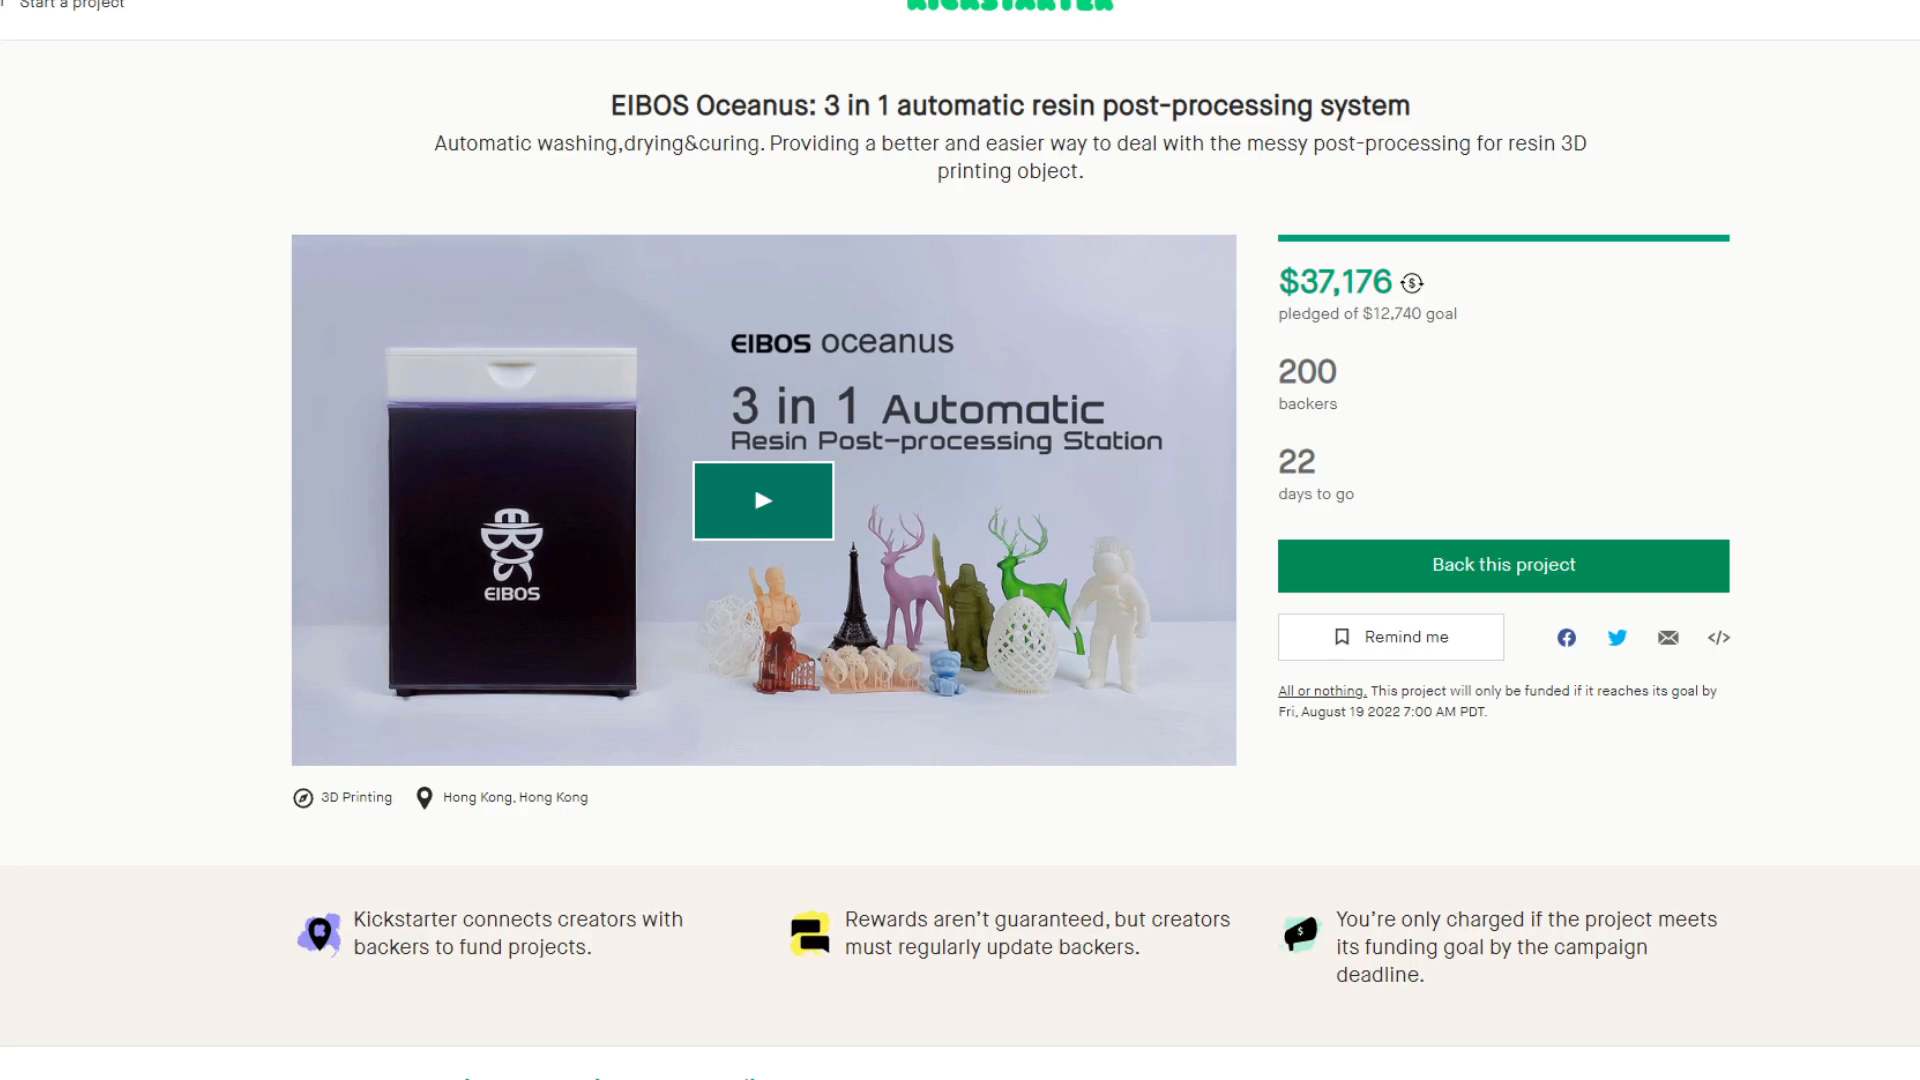 Start a project
KICKSTARTER
EIBOS Oceanus: 3 in 1 automatic resin post-processing system
Automatic washing,drying&curing. Providing a better and easier way to deal with the messy post-processing for resin 3D
printing object.
EIBOS oceanus
3 in 1 Automatic
Resin Post-processing Station
EIBOS
$37,176
pledged of $12,740 goal
200
backers
22
days to go
Back this project
Remind me
</>
All or nothing. This project will only be funded if it reaches its goal by
Fri, August 19 2022 7:00 AM PDT.
3D Printing
Hong Kong, Hong Kong
Kickstarter connects creators with
backers to fund projects.
Rewards aren't guaranteed, but creators
must regularly update backers.
You're only charged if the project meets
its funding goal by the campaign
deadline.